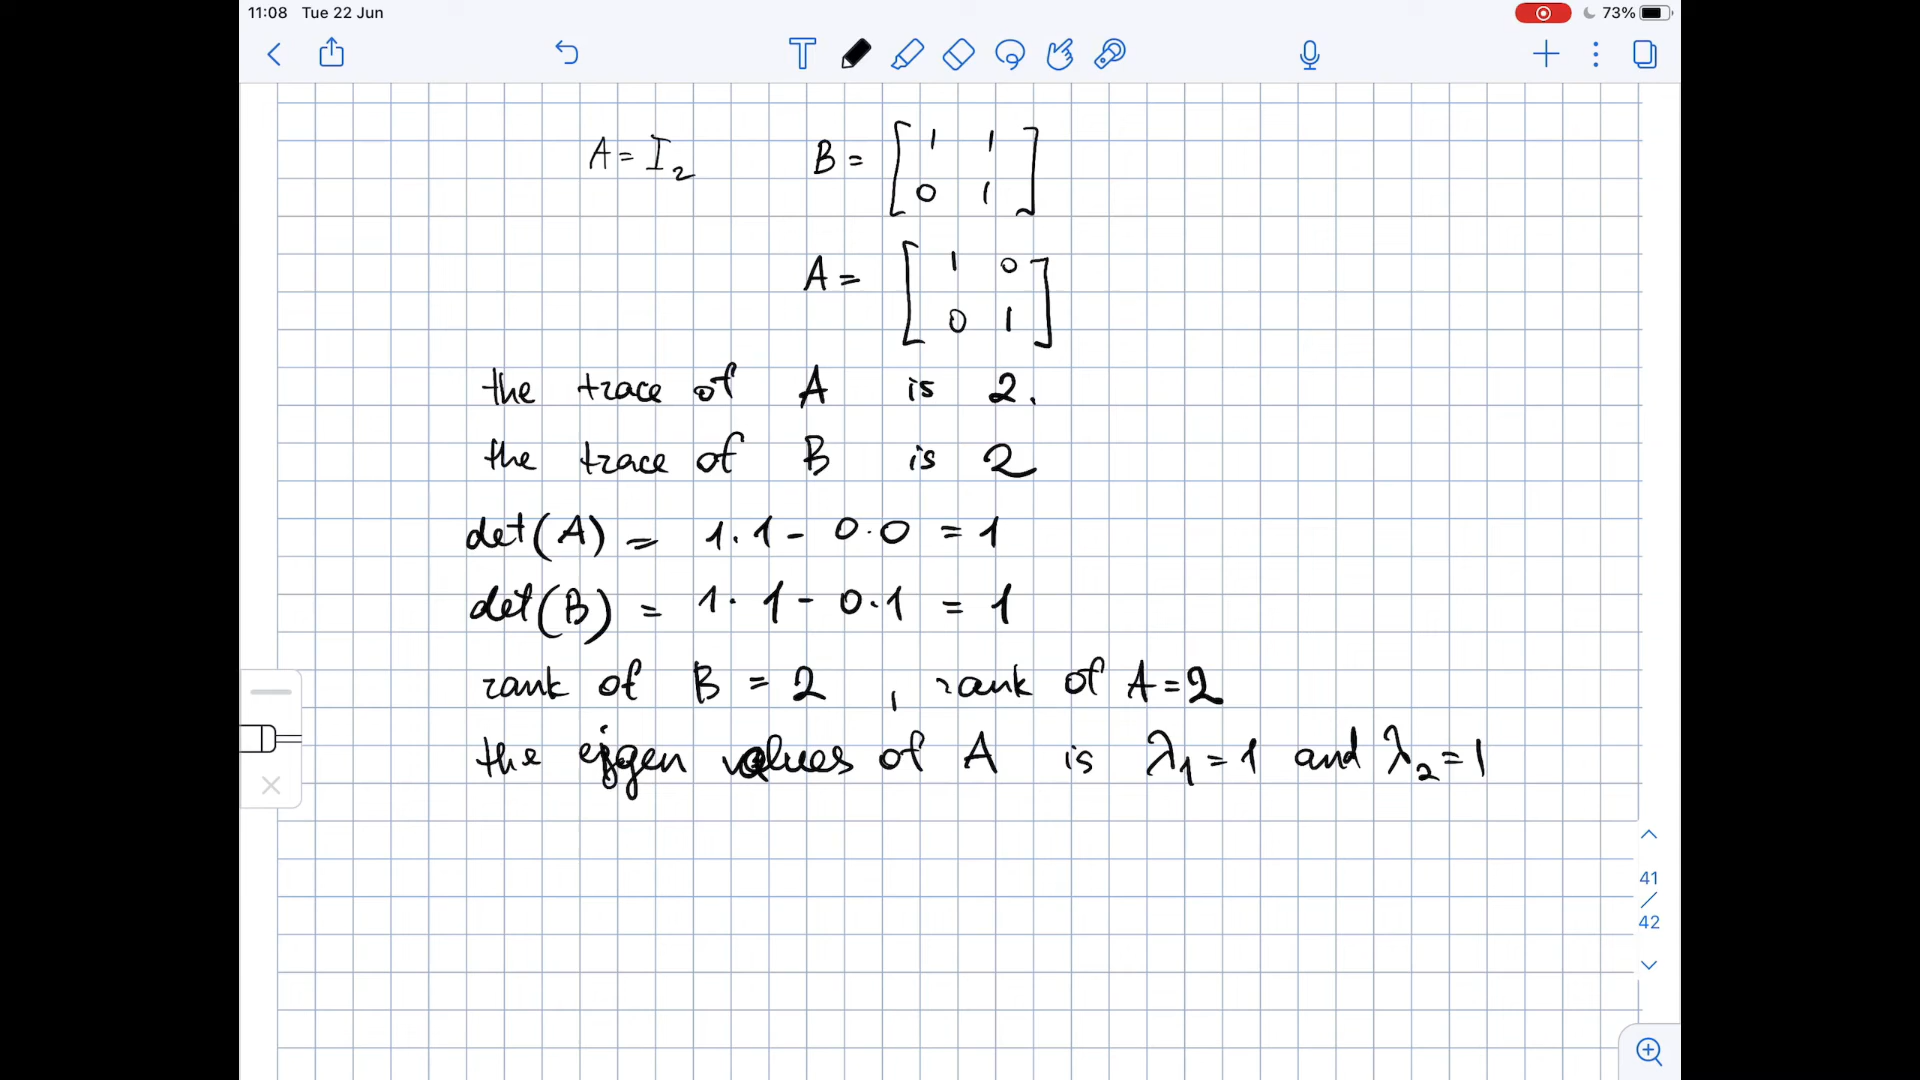 11:08 Tue 22 Jun 73%
A = I₂ B = [1 1
0 1]
A = [1 0
0 1]
the trace of A is 2.
the trace of B is 2
det(A) = 1·1 - 0·0 = 1
det(B) = 1·1 - 0·1 = 1
rank of B = 2 , rank of A = 2
the eigen values of A is λ₁ = 1 and λ₂ = 1
41
/
42